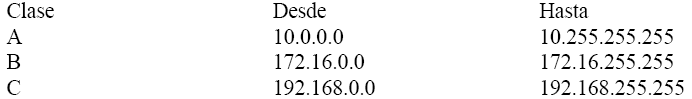 Clase Desde Hasta
A 10.0.0.0 10.255.255.255
B 172.16.0.0 172.16.255.255
C 192.168.0.0 192.168.255.255